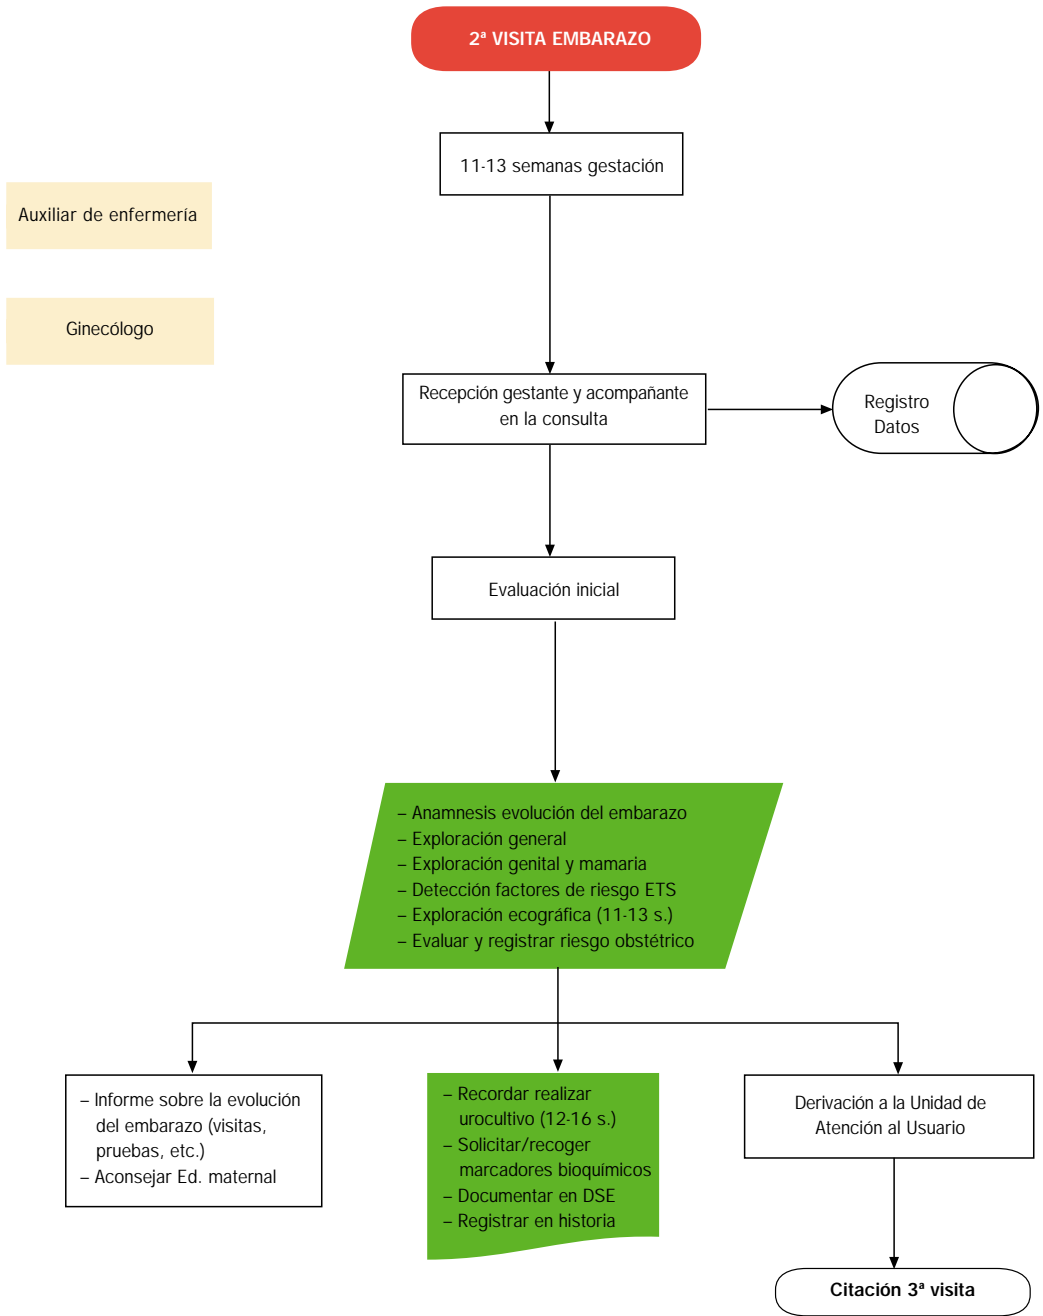 2ª VISITA EMBARAZO
11-13 semanas gestación
Auxiliar de enfermería
Ginecólogo
Recepción gestante y acompañante
en la consulta
Registro
Datos
Evaluación inicial
– Anamnesis evolución del embarazo
– Exploración general
– Exploración genital y mamaria
– Detección factores de riesgo ETS
– Exploración ecográfica (11-13 s.)
– Evaluar y registrar riesgo obstétrico
– Informe sobre la evolución
del embarazo (visitas,
pruebas, etc.)
– Aconsejar Ed. maternal
– Recordar realizar
urocultivo (12-16 s.)
– Solicitar/recoger
marcadores bioquímicos
– Documentar en DSE
– Registrar en historia
Derivación a la Unidad de
Atención al Usuario
Citación 3ª visita